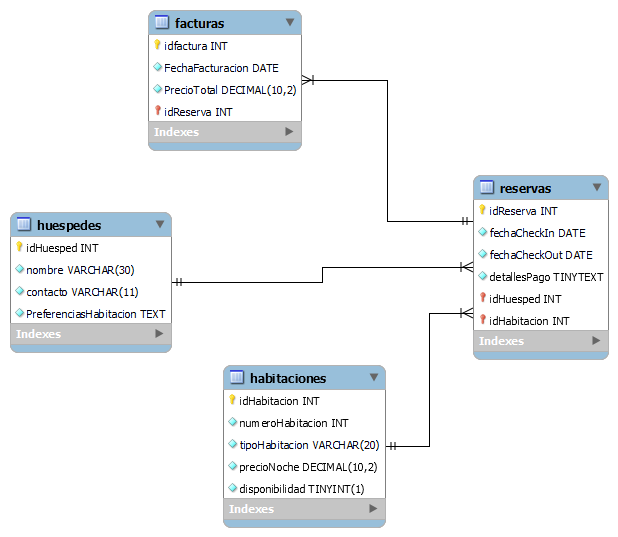 facturas
idfactura INT
FechaFacturacion DATE
PrecioTotal DECIMAL(10,2)
idReserva INT
Indexes
reservas
idReserva INT
fechaCheckIn DATE
fechaCheckOut DATE
detallesPago TINYTEXT
idHuesped INT
idHabitacion INT
Indexes
huespedes
idHuesped INT
nombre VARCHAR(30)
contacto VARCHAR(11)
PreferenciasHabitacion TEXT
Indexes
habitaciones
idHabitacion INT
numeroHabitacion INT
tipoHabitacion VARCHAR(20)
precioNoche DECIMAL(10,2)
disponibilidad TINYINT(1)
Indexes